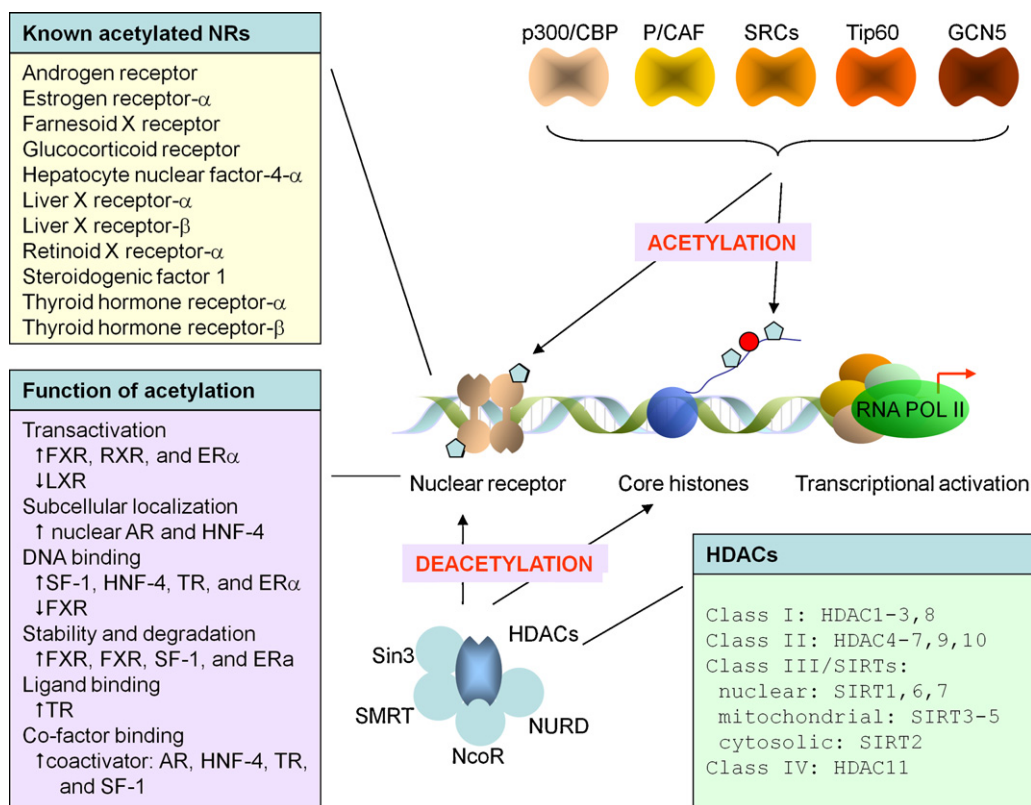 Known acetylated NRs
Androgen receptor
Estrogen receptor-α
Farnesoid X receptor
Glucocorticoid receptor
Hepatocyte nuclear factor-4-α
Liver X receptor-α
Liver X receptor-β
Retinoid X receptor-α
Steroidogenic factor 1
Thyroid hormone receptor-α
Thyroid hormone receptor-β
p300/CBP P/CAF SRCs Tip60 GCN5
ACETYLATION
RNA POL II
Nuclear receptor Core histones Transcriptional activation
Function of acetylation
Transactivation
↑FXR, RXR, and ERα
↓LXR
Subcellular localization
↑ nuclear AR and HNF-4
DNA binding
↑SF-1, HNF-4, TR, and ERα
↓FXR
Stability and degradation
↑FXR, FXR, SF-1, and ERa
Ligand binding
↑TR
Co-factor binding
↑coactivator: AR, HNF-4, TR,
and SF-1
DEACETYLATION
HDACs
Sin3
SMRT
NURD
NcoR
HDACs
Class I: HDAC1-3,8
Class II: HDAC4-7,9,10
Class III/SIRTs:
nuclear: SIRT1,6,7
mitochondrial: SIRT3-5
cytosolic: SIRT2
Class IV: HDAC11